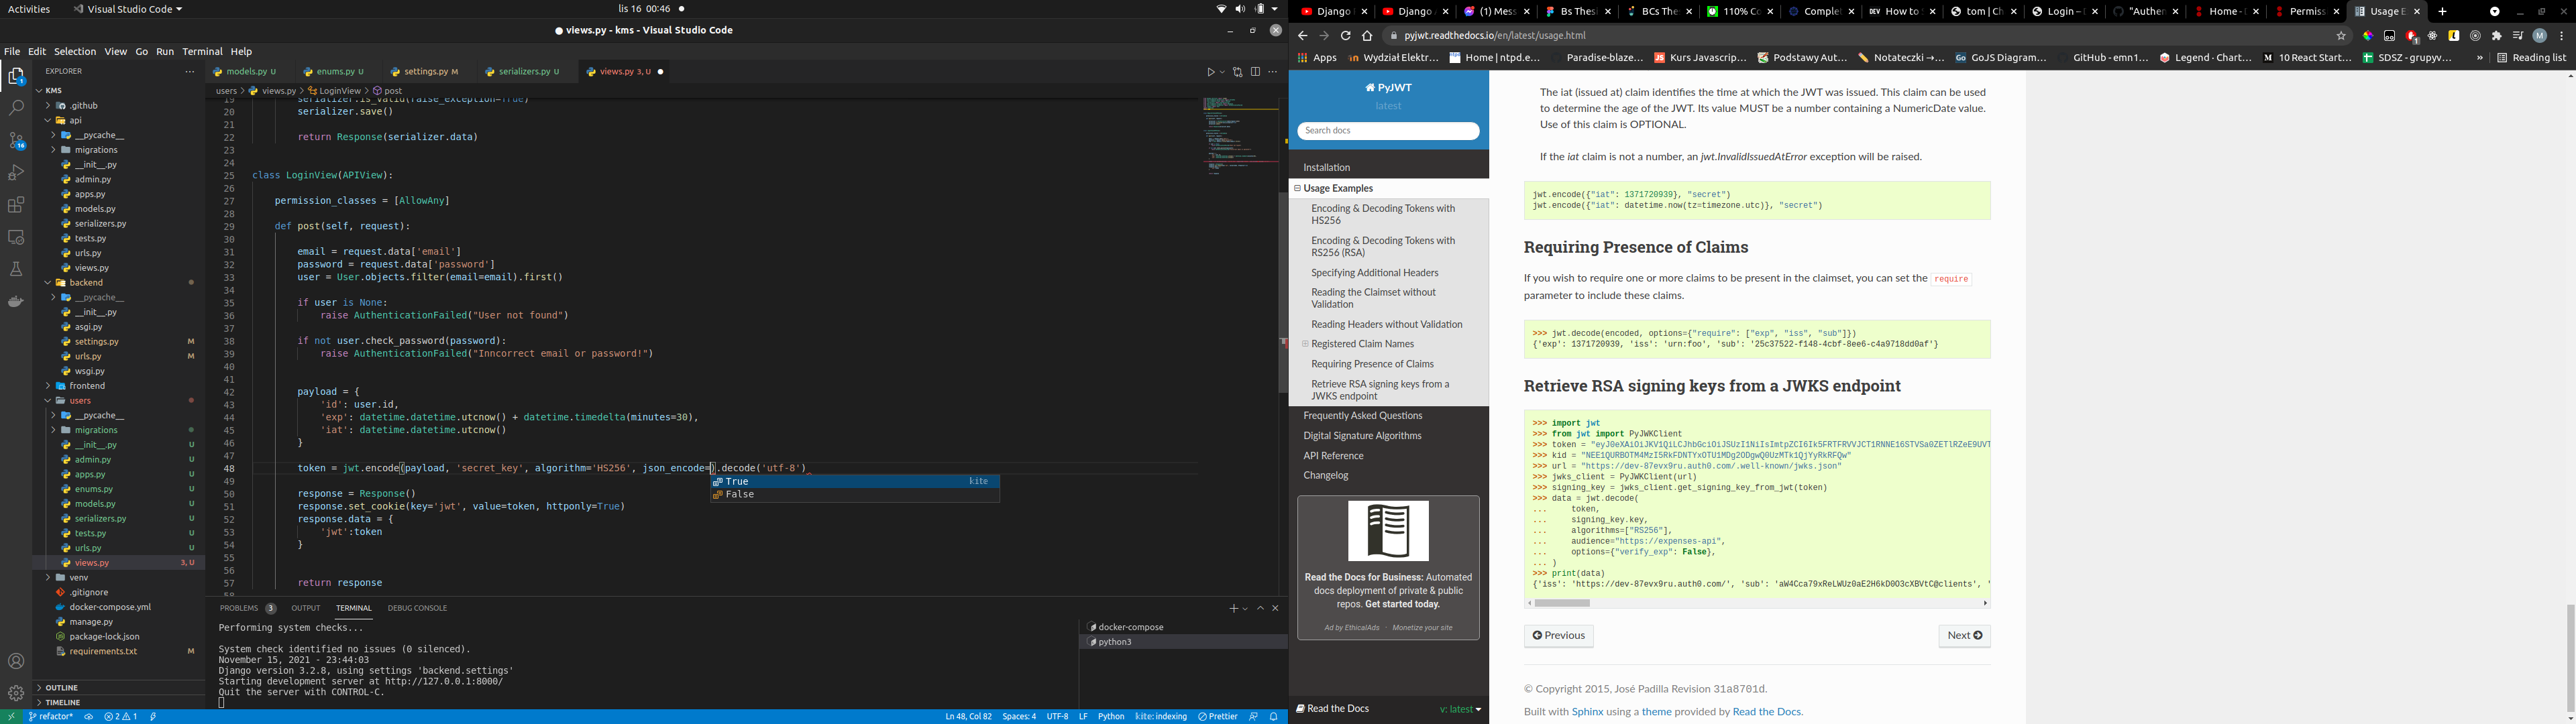 Activities
Visual Studio Code
lis 16 00:46
views.py - kms - Visual Studio Code
File Edit Selection View Go Run Terminal Help
EXPLORER
KMS
.github
api
__pycache__
migrations
__init__.py
admin.py
apps.py
models.py
serializers.py
tests.py
urls.py
views.py
backend
__pycache__
__init__.py
asgi.py
settings.py M
urls.py M
wsgi.py
frontend
users
__pycache__
migrations
__init__.py U
admin.py U
apps.py U
enums.py U
models.py U
serializers.py U
tests.py U
urls.py U
views.py 3, U
venv
.gitignore
docker-compose.yml
manage.py
package-lock.json
requirements.txt M
OUTLINE
TIMELINE
models.py U enums.py U settings.py M serializers.py U views.py 3, U
users > views.py > LoginView > post
19 serializer.is_valid(raise_exception=True)
20 serializer.save()
21
22 return Response(serializer.data)
23
24
25 class LoginView(APIView):
26
27 permission_classes = [AllowAny]
28
29 def post(self, request):
30
31 email = request.data['email']
32 password = request.data['password']
33 user = User.objects.filter(email=email).first()
34
35 if user is None:
36 raise AuthenticationFailed("User not found")
37
38 if not user.check_password(password):
39 raise AuthenticationFailed("Inncorrect email or password!")
40
41
42 payload = {
43 'id': user.id,
44 'exp': datetime.datetime.utcnow() + datetime.timedelta(minutes=30),
45 'iat': datetime.datetime.utcnow()
46 }
47
48 token = jwt.encode(payload, 'secret_key', algorithm='HS256', json_encode=).decode('utf-8')
True kite
False
49
50 response = Response()
51 response.set_cookie(key='jwt', value=token, httponly=True)
52 response.data = {
53 'jwt':token
54 }
55
56
57 return response
58
PROBLEMS 3 OUTPUT TERMINAL DEBUG CONSOLE
Performing system checks...
System check identified no issues (0 silenced).
November 15, 2021 - 23:44:03
Django version 3.2.8, using settings 'backend.settings'
Starting development server at http://127.0.0.1:8000/
Quit the server with CONTROL-C.
docker-compose
python3
refactor* 2 1
Ln 48, Col 82 Spaces: 4 UTF-8 LF Python kite: indexing Prettier
Django Django (1) Mess Bs Thesi BCs The 110% Co Complet How to tom | Ch Login – "Authen Home - Permiss Usage E
pyjwt.readthedocs.io/en/latest/usage.html
Apps Wydział Elektr... Home | ntpd.e... Paradise-blaze... Kurs Javascrip... Podstawy Aut... Notateczki →... GoJS Diagram... GitHub - emn1... Legend · Chart... 10 React Start... SDSZ - grupyv... » Reading list
PyJWT
latest
Search docs
Installation
Usage Examples
Encoding & Decoding Tokens with
HS256
Encoding & Decoding Tokens with
RS256 (RSA)
Specifying Additional Headers
Reading the Claimset without
Validation
Reading Headers without Validation
Registered Claim Names
Requiring Presence of Claims
Retrieve RSA signing keys from a
JWKS endpoint
Frequently Asked Questions
Digital Signature Algorithms
API Reference
Changelog
Read the Docs for Business: Automated
docs deployment of private & public
repos. Get started today.
Ad by EthicalAds · Monetize your site
Read the Docs v: latest
The iat (issued at) claim identifies the time at which the JWT was issued. This claim can be used
to determine the age of the JWT. Its value MUST be a number containing a NumericDate value.
Use of this claim is OPTIONAL.
If the iat claim is not a number, an jwt.InvalidIssuedAtError exception will be raised.
jwt.encode({"iat": 1371720939}, "secret")
jwt.encode({"iat": datetime.now(tz=timezone.utc)}, "secret")
Requiring Presence of Claims
If you wish to require one or more claims to be present in the claimset, you can set the require
parameter to include these claims.
>>> jwt.decode(encoded, options={"require": ["exp", "iss", "sub"]})
{'exp': 1371720939, 'iss': 'urn:foo', 'sub': '25c37522-f148-4cbf-8ee6-c4a9718dd0af'}
Retrieve RSA signing keys from a JWKS endpoint
>>> import jwt
>>> from jwt import PyJWKClient
>>> token =
>>> kid = "NEE1QURBOTM4MzI5RkFDNTYxOTU1MDg2ODgwQ0UzMTk1QjYyRkRFQw"
>>> url = "https://dev-87evx9ru.auth0.com/.well-known/jwks.json"
>>> jwks_client = PyJWKClient(url)
>>> signing_key = jwks_client.get_signing_key_from_jwt(token)
>>> data = jwt.decode(
... token,
... signing_key.key,
... algorithms=["RS256"],
... audience="https://expenses-api",
... options={"verify_exp": False},
... )
>>> print(data)
{'iss': 'https://dev-87evx9ru.auth0.com/', 'sub': 'aW4Cca79xReLWUz0aE2H6kD0O3cXBVtC@clients', '
Previous
Next
© Copyright 2015, José Padilla Revision 31a8701d.
Built with Sphinx using a theme provided by Read the Docs.